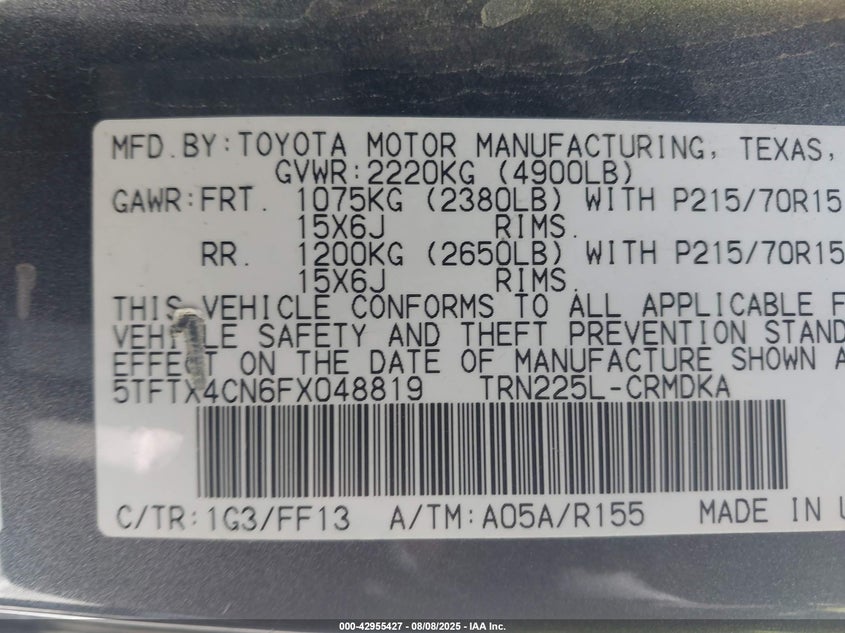 MFD.BY:TOYOTA MOTOR MANUFACTURING, TEXAS,
GVWR:2220KG (4900LB)
GAWR:FRT. 1075KG (2380LB) WITH P215/70R15
15X6J RIMS.
RR. 1200KG (2650LB) WITH P215/70R15
15X6J RIMS.
THIS VEHICLE CONFORMS TO ALL APPLICABLE F
VEHICLE SAFETY AND THEFT PREVENTION STAND
EFFECT ON THE DATE OF MANUFACTURE SHOWN A
5TFTX4CN6FX048819 TRN225L-CRMDKA
C/TR:1G3/FF13 A/TM:A05A/R155 MADE IN U
000-42955427 - 08/08/2025 - IAA Inc.